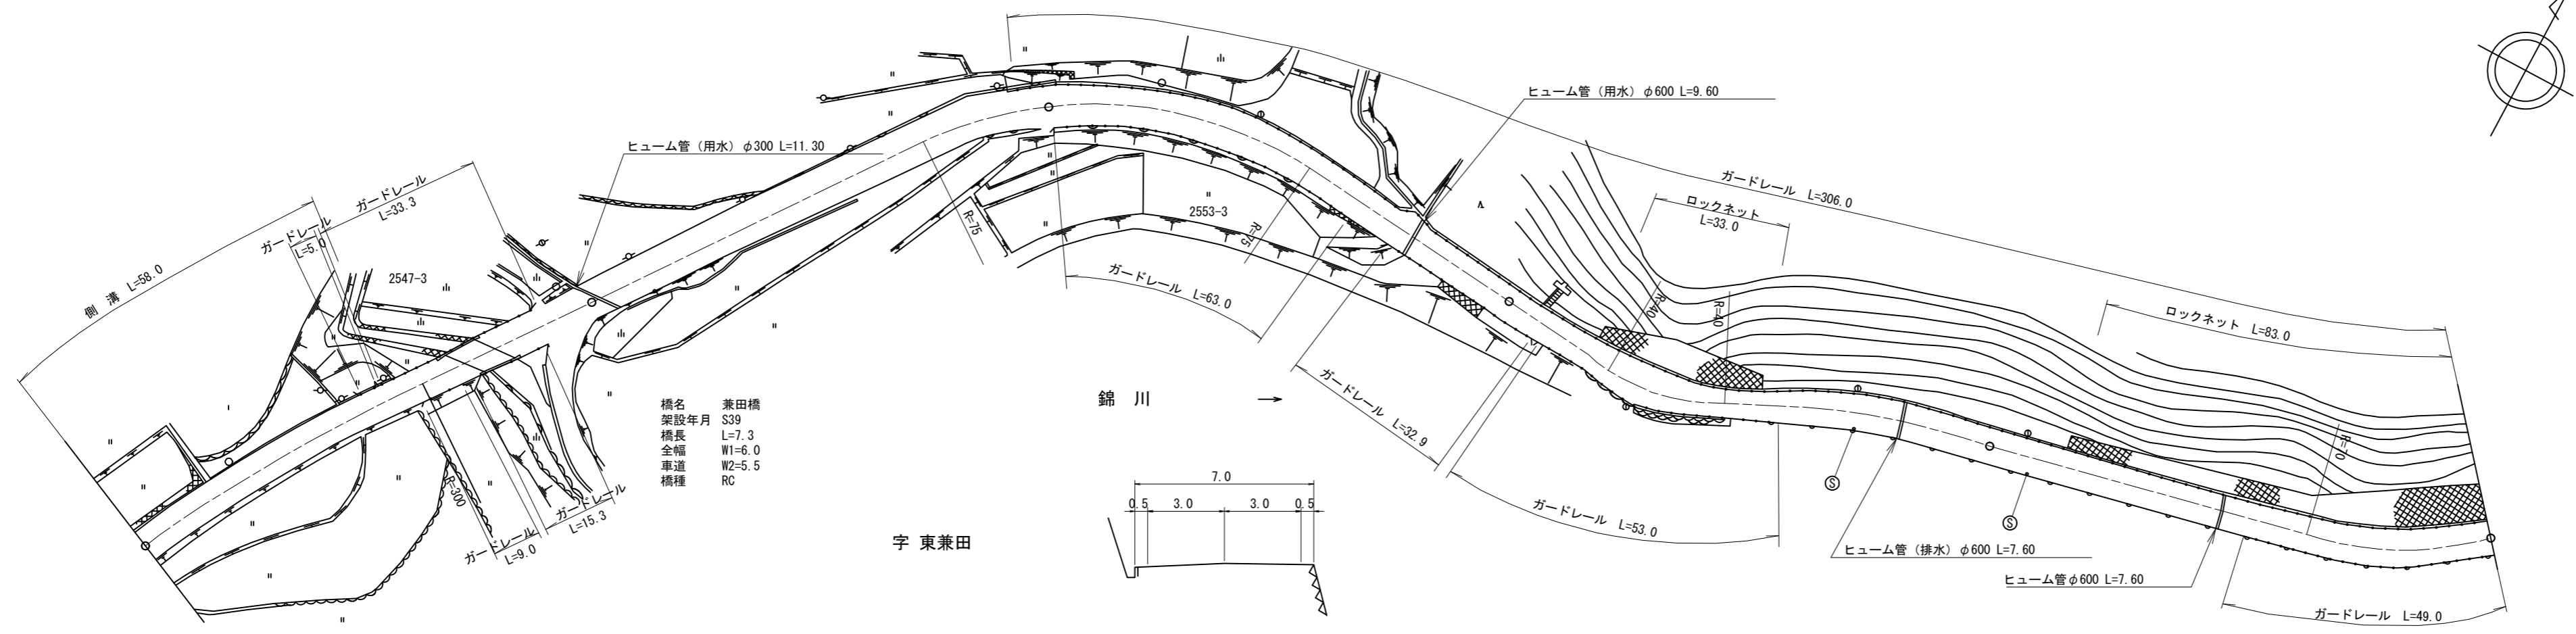 ヒューム管（用水）φ600 L=9.60
ヒューム管（用水）φ300 L=11.30
ガードレール
L=33.3
ガードレール
L=5.0
側 溝 L=58.0
2547-3
R=75
2553-3
R=75
ガードレール L=306.0
ロックネット
L=33.0
ガードレール L=63.0
R=40
R=40
ロックネット L=83.0
ガードレール L=32.9
R=70
橋名 兼田橋
架設年月 S39
橋長 L=7.3
全幅 W1=6.0
車道 W2=5.5
橋種 RC
錦 川 →
R=300
ガードレール
L=15.3
ガードレール
L=9.0
字 東兼田
7.0
0.5 3.0 3.0 0.5
ガードレール L=53.0
S
S
ヒューム管（排水）φ600 L=7.60
ヒューム管φ600 L=7.60
ガードレール L=49.0